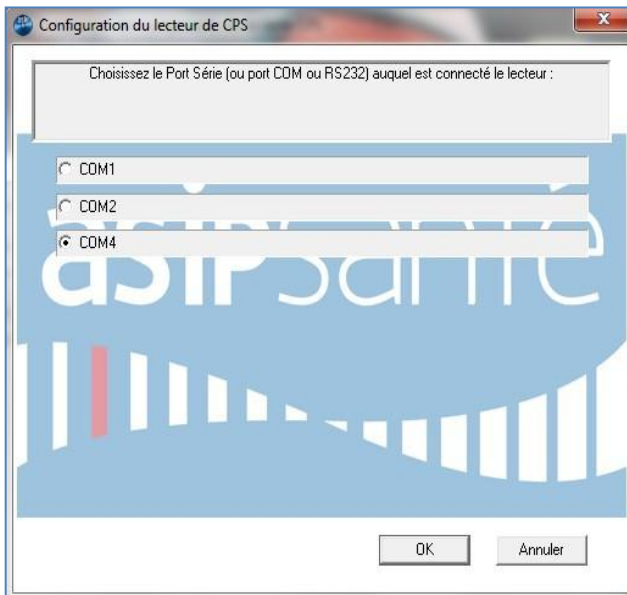 Configuration du lecteur de CPS
Choisissez le Port Série (ou port COM ou RS232) auquel est connecté le lecteur :
COM1
COM2
COM4
asipsanté
OK
Annuler